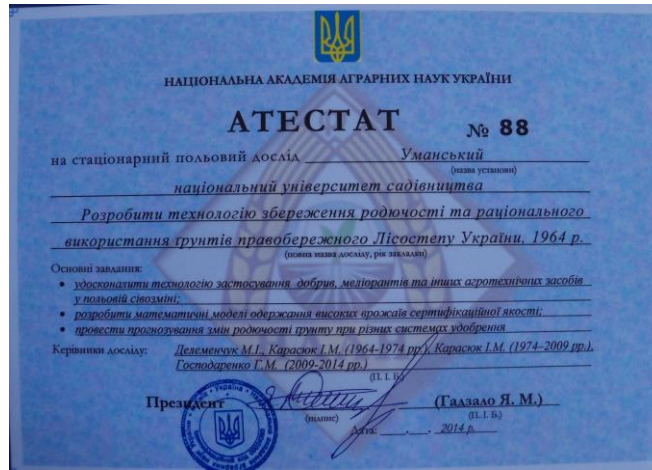 НАЦІОНАЛЬНА АКАДЕМІЯ АГРАРНИХ НАУК УКРАЇНИ
АТЕСТАТ № 88
на стаціонарний польовий дослід Уманський
(назва установи)
національний університет садівництва
Розробити технологію збереження родючості та раціонального
використання ґрунтів правобережного Лісостепу України, 1964 р.
(повна назва досліду, рік закладки)
Основні завдання:
• удосконалити технологію застосування добрив, меліорантів та інших агротехнічних засобів
у польовій сівозміні;
• розробити математичні моделі одержання високих врожаїв сертифікаційної якості;
• провести прогнозування змін родючості ґрунту при різних системах удобрення
Керівники досліду: Делеменчук М.І., Карасюк І.М. (1964-1974 рр.), Карасюк І.М. (1974–2009 рр.),
Господаренко Г.М. (2009-2014 рр.)
(П. І. Б.)
Президент (Гадзало Я. М.)
(підпис) (П. І. Б.)
Дата: 2014 р.